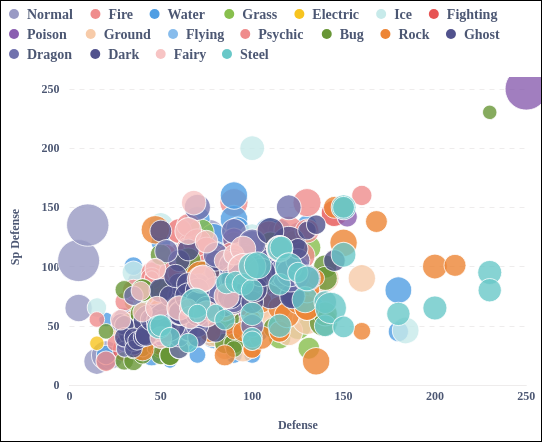 Normal Fire Water Grass Electric Ice Fighting
Poison Ground Flying Psychic Bug Rock Ghost
Dragon Dark Fairy Steel
250
200
150
100
50
0
Sp Defense
0 50 100 150 200 250
Defense